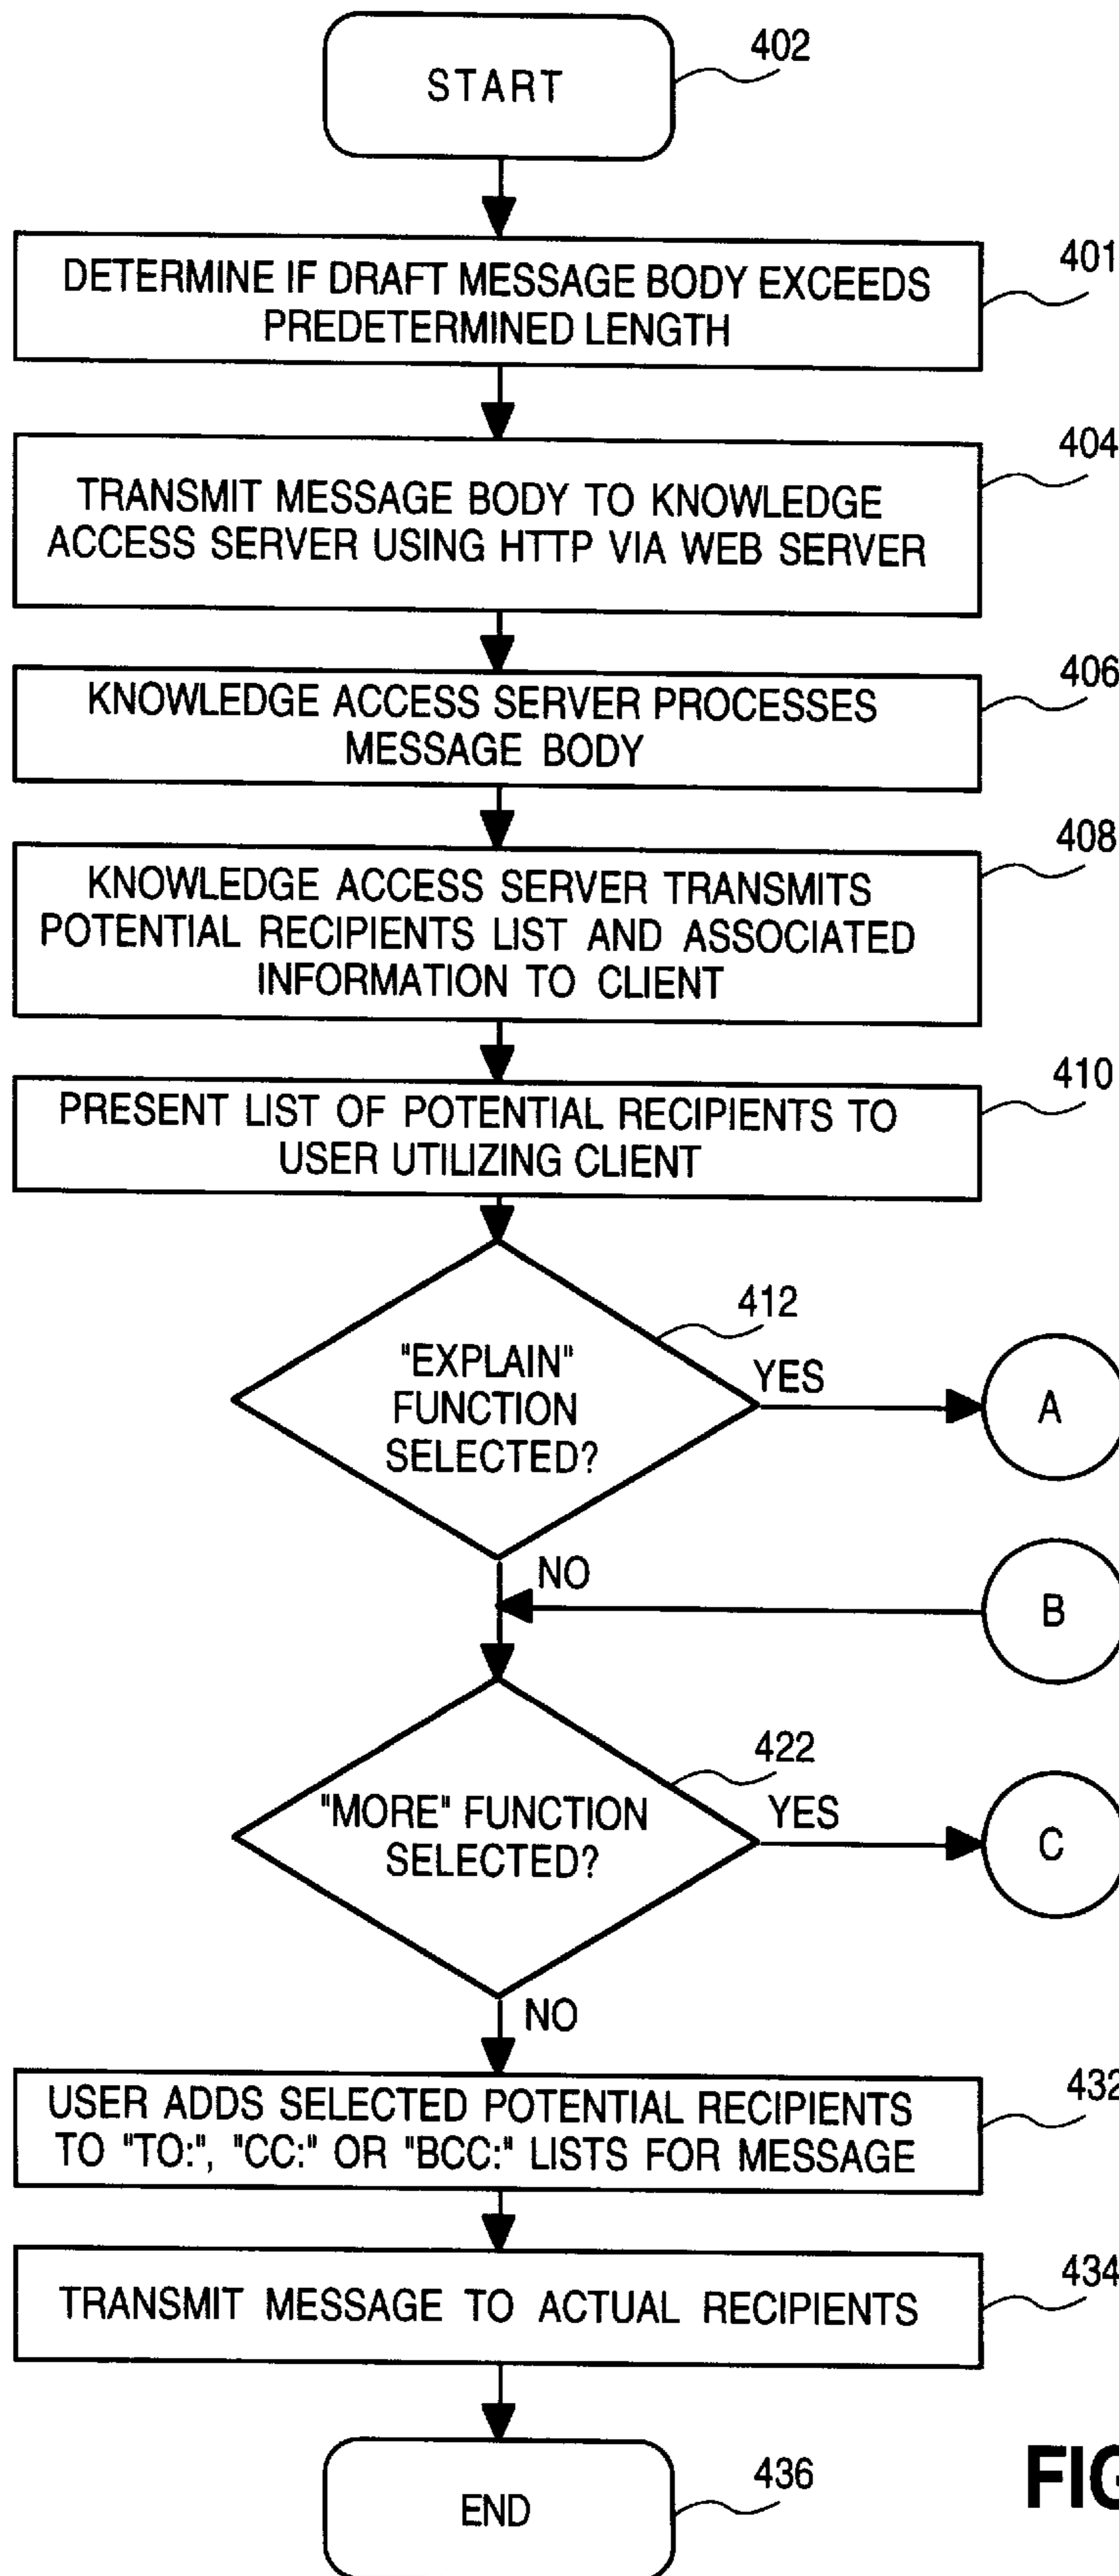 START
402
DETERMINE IF DRAFT MESSAGE BODY EXCEEDS
PREDETERMINED LENGTH
401
TRANSMIT MESSAGE BODY TO KNOWLEDGE
ACCESS SERVER USING HTTP VIA WEB SERVER
404
KNOWLEDGE ACCESS SERVER PROCESSES
MESSAGE BODY
406
KNOWLEDGE ACCESS SERVER TRANSMITS
POTENTIAL RECIPIENTS LIST AND ASSOCIATED
INFORMATION TO CLIENT
408
PRESENT LIST OF POTENTIAL RECIPIENTS TO
USER UTILIZING CLIENT
410
"EXPLAIN"
FUNCTION
SELECTED?
412
YES
A
NO
B
"MORE" FUNCTION
SELECTED?
422
YES
C
NO
USER ADDS SELECTED POTENTIAL RECIPIENTS
TO "TO:", "CC:" OR "BCC:" LISTS FOR MESSAGE
432
TRANSMIT MESSAGE TO ACTUAL RECIPIENTS
434
END
436
FIG